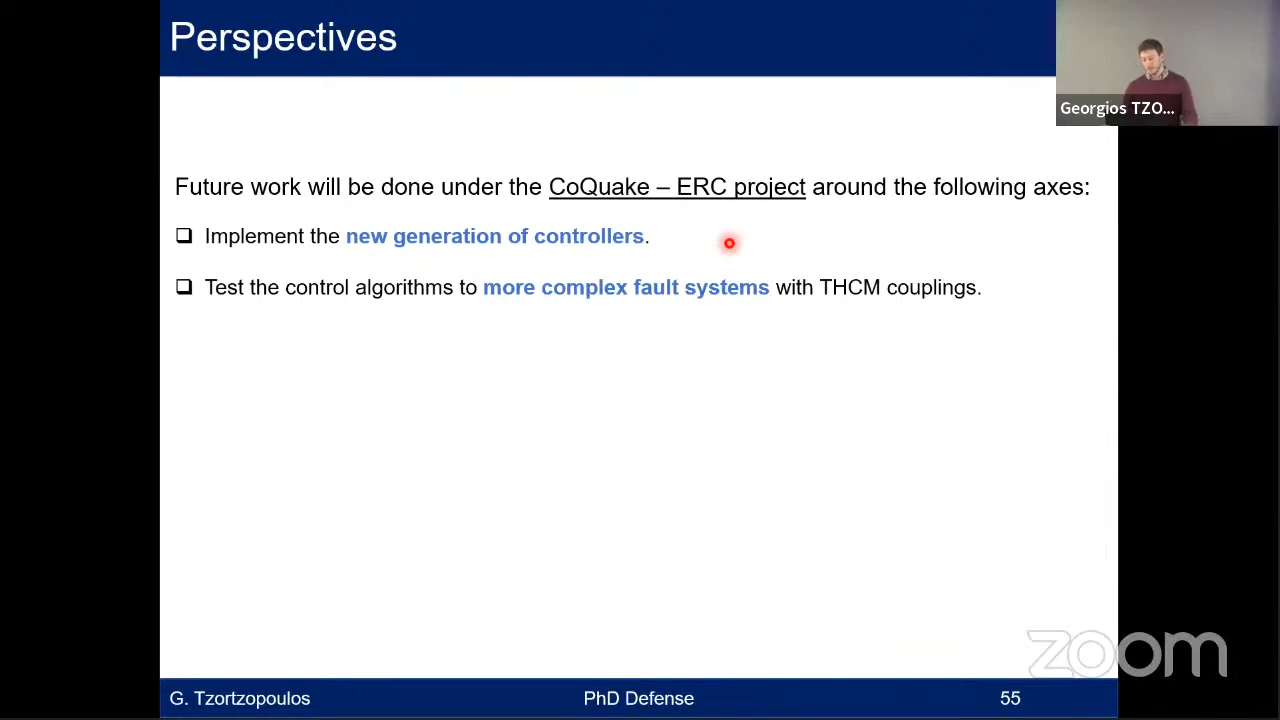 Perspectives
Georgios TZO...
Future work will be done under the CoQuake – ERC project around the following axes:
❑ Implement the new generation of controllers.
❑ Test the control algorithms to more complex fault systems with THCM couplings.
zoom
G. Tzortzopoulos PhD Defense 55